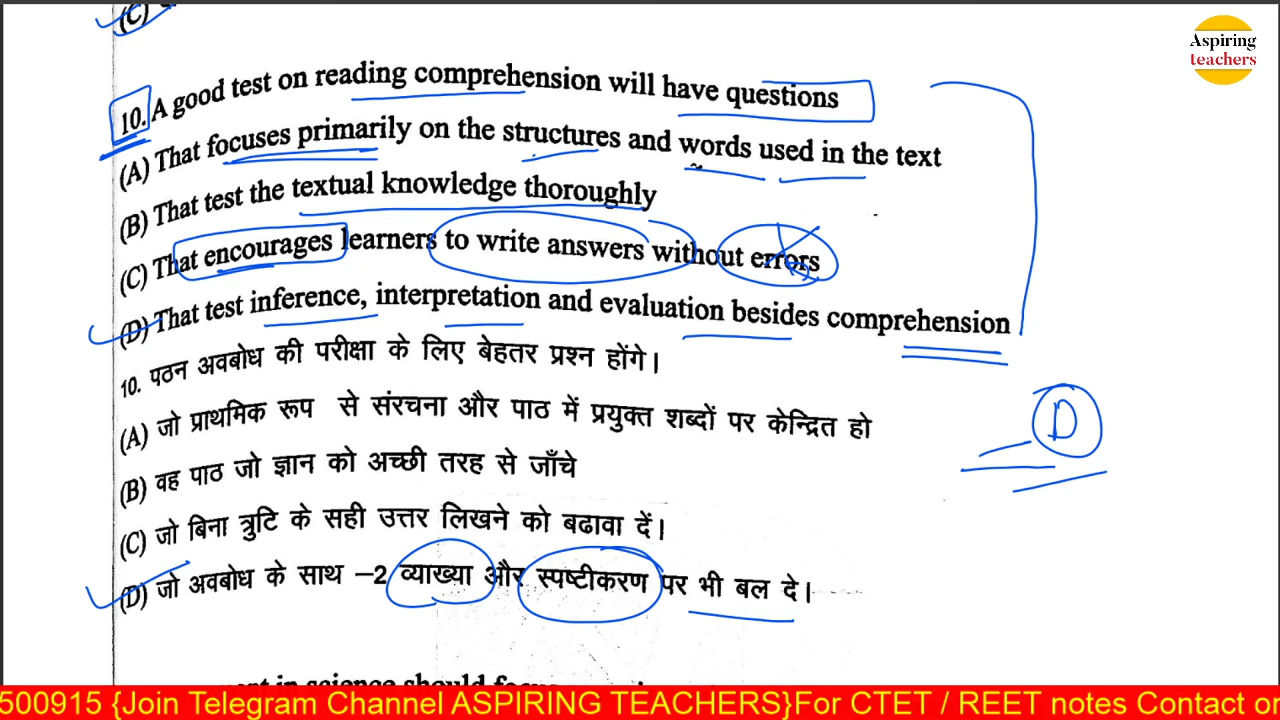 (C)
Aspiring
teachers
10. A good test on reading comprehension will have questions
(A) That focuses primarily on the structures and words used in the text
(B) That test the textual knowledge thoroughly
(C) That encourages learners to write answers without errors
(D) That test inference, interpretation and evaluation besides comprehension
10. पठन अवबोध की परीक्षा के लिए बेहतर प्रश्न होंगे।
(A) जो प्राथमिक रूप से संरचना और पाठ में प्रयुक्त शब्दों पर केन्द्रित हो
(B) वह पाठ जो ज्ञान को अच्छी तरह से जाँचे
(C) जो बिना त्रुटि के सही उत्तर लिखने को बढावा दें।
D
(D) जो अवबोध के साथ –2 व्याख्या और स्पष्टीकरण पर भी बल दे।
in science should
500915 {Join Telegram Channel ASPIRING TEACHERS}For CTET / REET notes Contact on